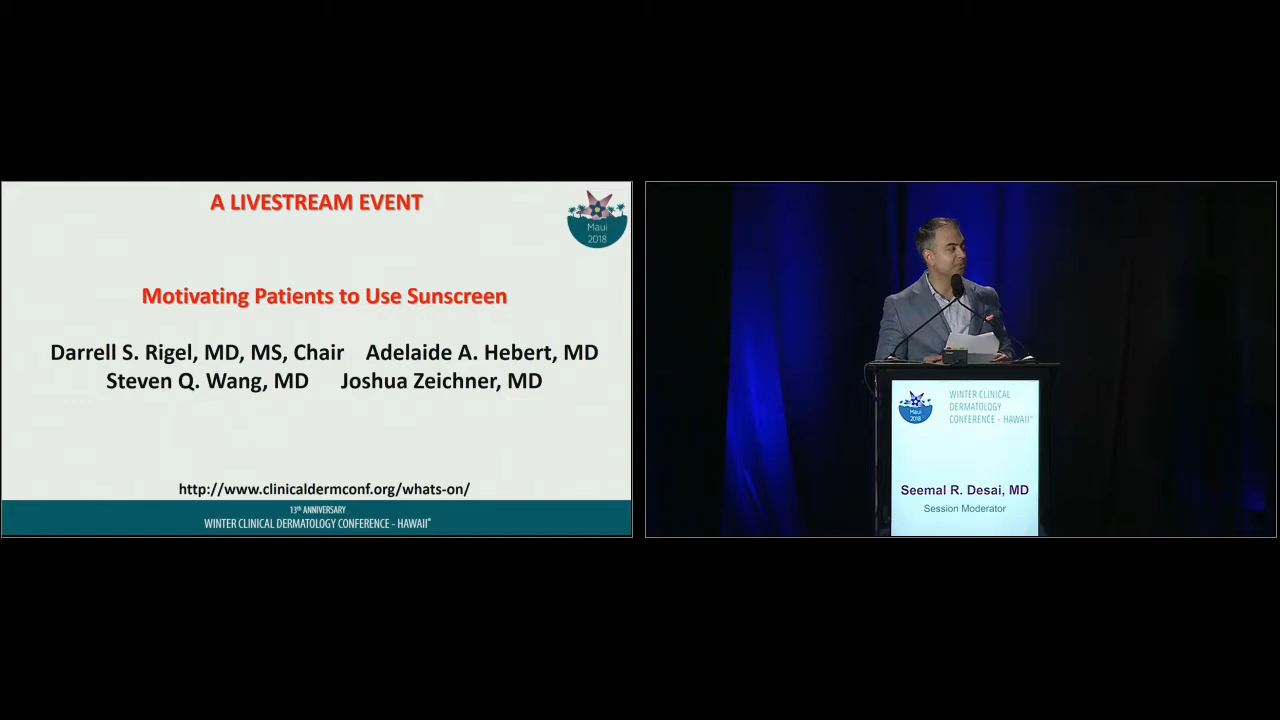 A LIVESTREAM EVENT
Maui
2018
Motivating Patients to Use Sunscreen
Darrell S. Rigel, MD, MS, Chair Adelaide A. Hebert, MD
Steven Q. Wang, MD Joshua Zeichner, MD
http://www.clinicaldermconf.org/whats-on/
13th ANNIVERSARY
WINTER CLINICAL DERMATOLOGY CONFERENCE - HAWAII®
Maui
2018
WINTER CLINICAL
DERMATOLOGY
CONFERENCE - HAWAII®
Seemal R. Desai, MD
Session Moderator